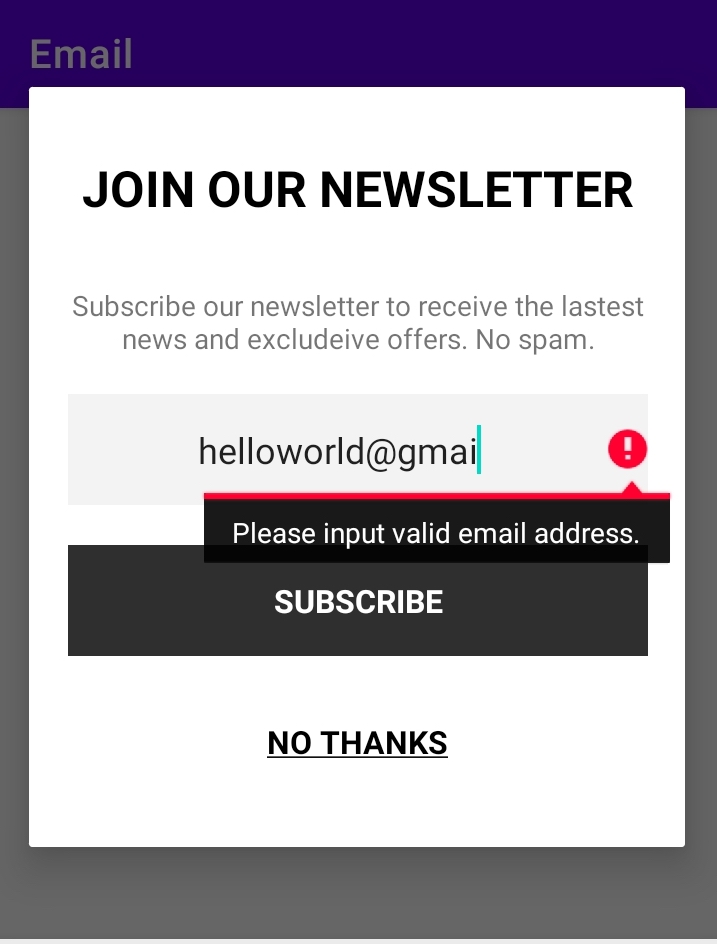 Email
JOIN OUR NEWSLETTER
Subscribe our newsletter to receive the lastest
news and excludeive offers. No spam.
helloworld@gmai
Please input valid email address.
SUBSCRIBE
NO THANKS